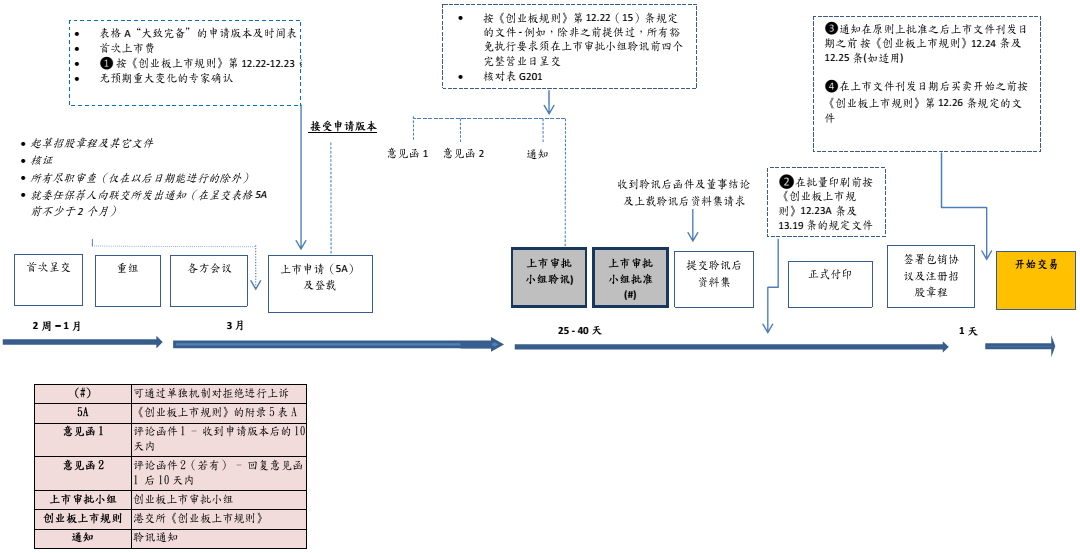 表格 A“大致完备”的申请版本及时间表
首次上市费
❶ 按《创业板上市规则》第 12.22-12.23
无预期重大变化的专家确认
按《创业板规则》第 12.22（15）条规定
的文件-例如，除非之前提供过，所有豁
免执行要求须在上市审批小组聆讯前四个
完整营业日呈交
核对表 G201
❸ 通知在原则上批准之后上市文件刊发日
期之前 按《创业板上市规则》12.24 条及
12.25 条(如适用)
❹ 在上市文件刊发日期后买卖开始之前按
《创业板上市规则》第 12.26 条规定的文
件
接受申请版本
意见函 1
意见函 2
通知
起草招股章程及其它文件
核证
所有尽职审查（仅在以后日期能进行的除外）
就委任保荐人向联交所发出通知（在呈交表格 5A
前不少于 2 个月）
收到聆讯后函件及董事结论
及上载聆讯后资料集请求
❷ 在批量印刷前按
《创业板上市规
则》12.23A 条及
13.19 条的规定文件
首次呈交
重组
各方会议
上市申请（5A）
及登载
上市审批
小组聆讯)
上市审批
小组批准
(#)
提交聆讯后
资料集
正式付印
签署包销协
议及注册招
股章程
开始交易
2 周 – 1 月
3 月
25 - 40 天
1 天
(#) 可通过单独机制对拒绝进行上诉
5A 《创业板上市规则》的附录 5 表 A
意见函 1 评论函件 1 - 收到申请版本后的 10
天内
意见函 2 评论函件 2（若有） - 回复意见函
1 后 10 天内
上市审批小组 创业板上市审批小组
创业板上市规则 港交所《创业板上市规则》
通知 聆讯通知